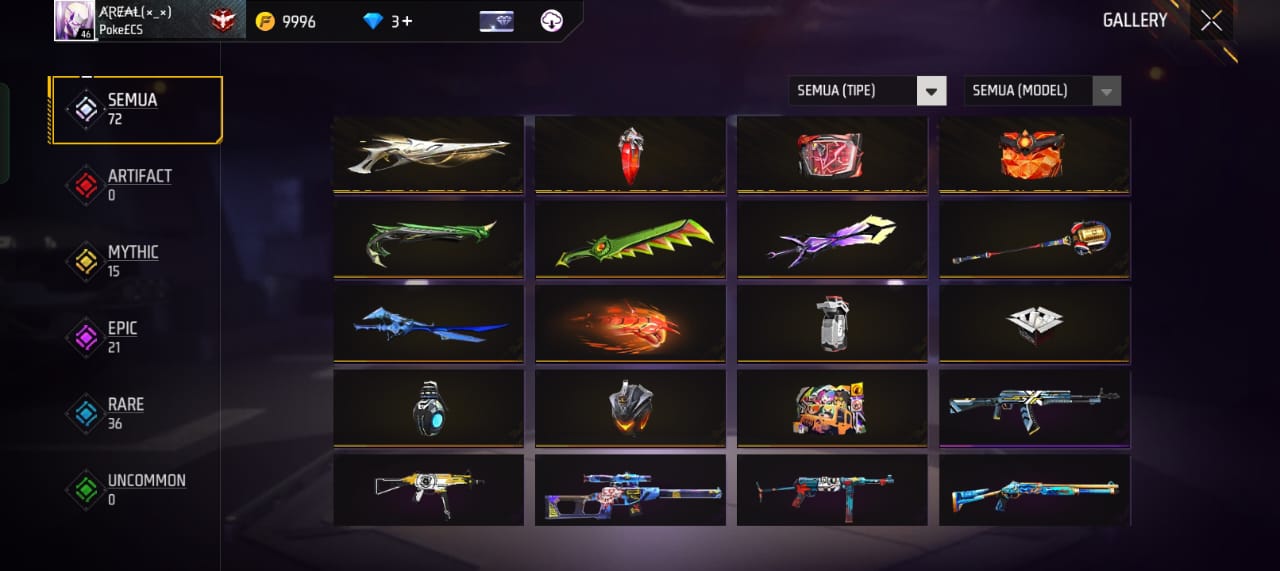 ĄREAŁ(×_×)
PokeECS
46
9996
3+
GALLERY
SEMUA (TIPE)
SEMUA (MODEL)
SEMUA
72
ARTIFACT
0
MYTHIC
15
EPIC
21
RARE
36
UNCOMMON
0